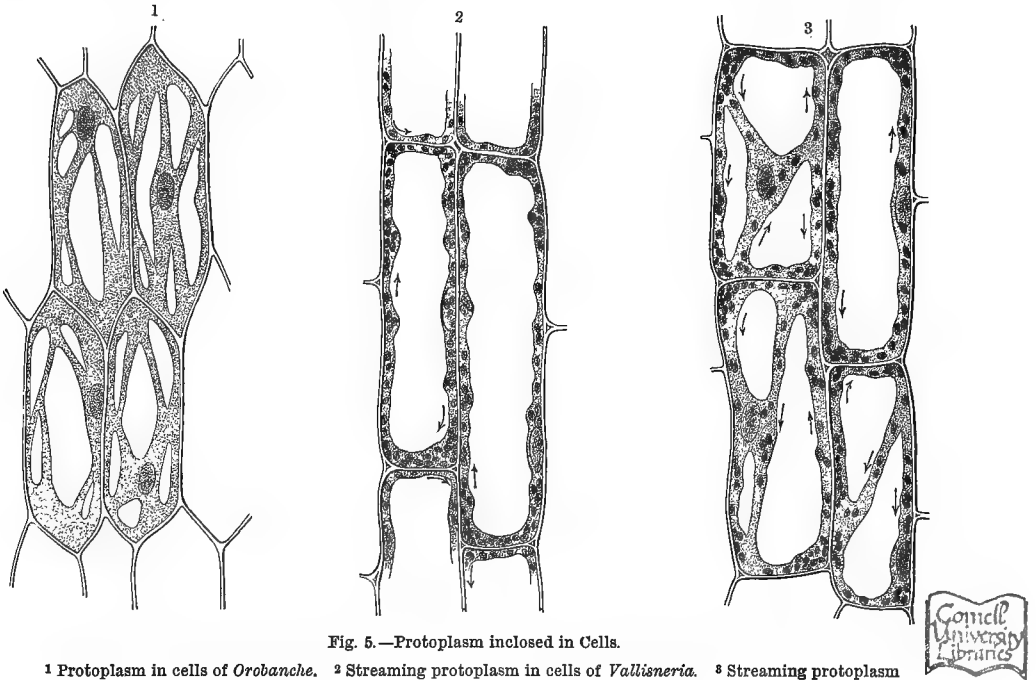 1
2
3
Fig. 5.—Protoplasm inclosed in Cells.
1 Protoplasm in cells of Orobanche. 2 Streaming protoplasm in cells of Vallisneria. 3 Streaming protoplasm
Cornell
University
Libraries